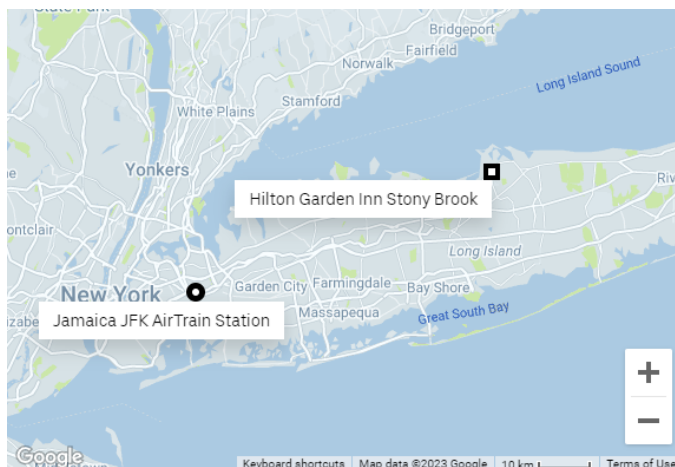 State Park
Bridgeport
Fairfield
Norwalk
Long Island Sound
Stamford
White Plains
Yonkers
Hilton Garden Inn Stony Brook
Long Island
Garden City
Farmingdale
Bay Shore
New York
Massapequa
Great South Bay
Jamaica JFK AirTrain Station
+
−
Google
Keyboard shortcuts
Map data ©2023 Google
10 km
Terms of Use